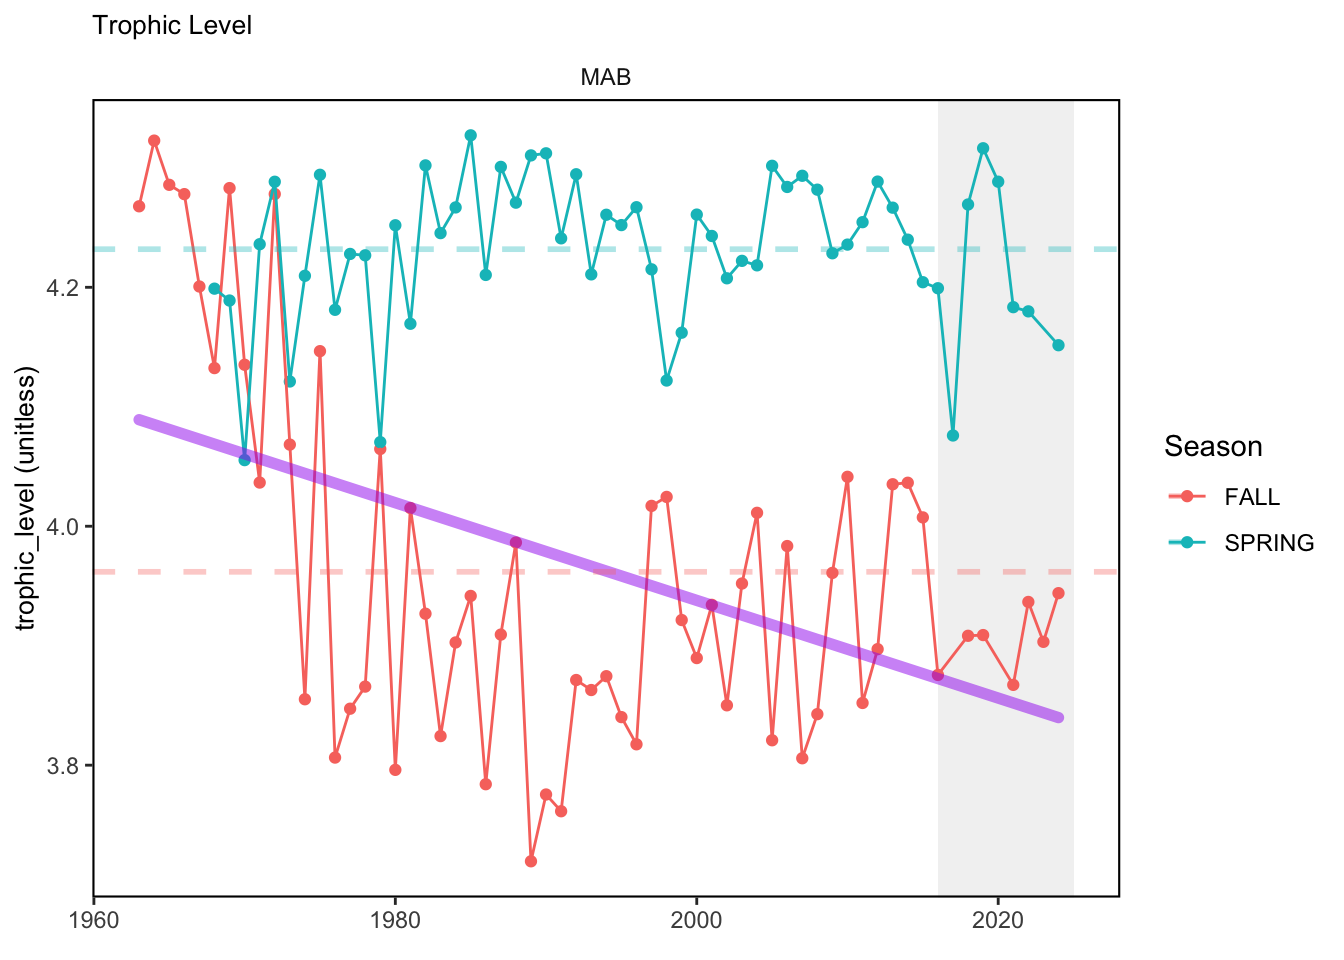 Trophic Level
MAB
trophic_level (unitless)
4.2
4.0
3.8
1960
1980
2000
2020
Season
FALL
SPRING